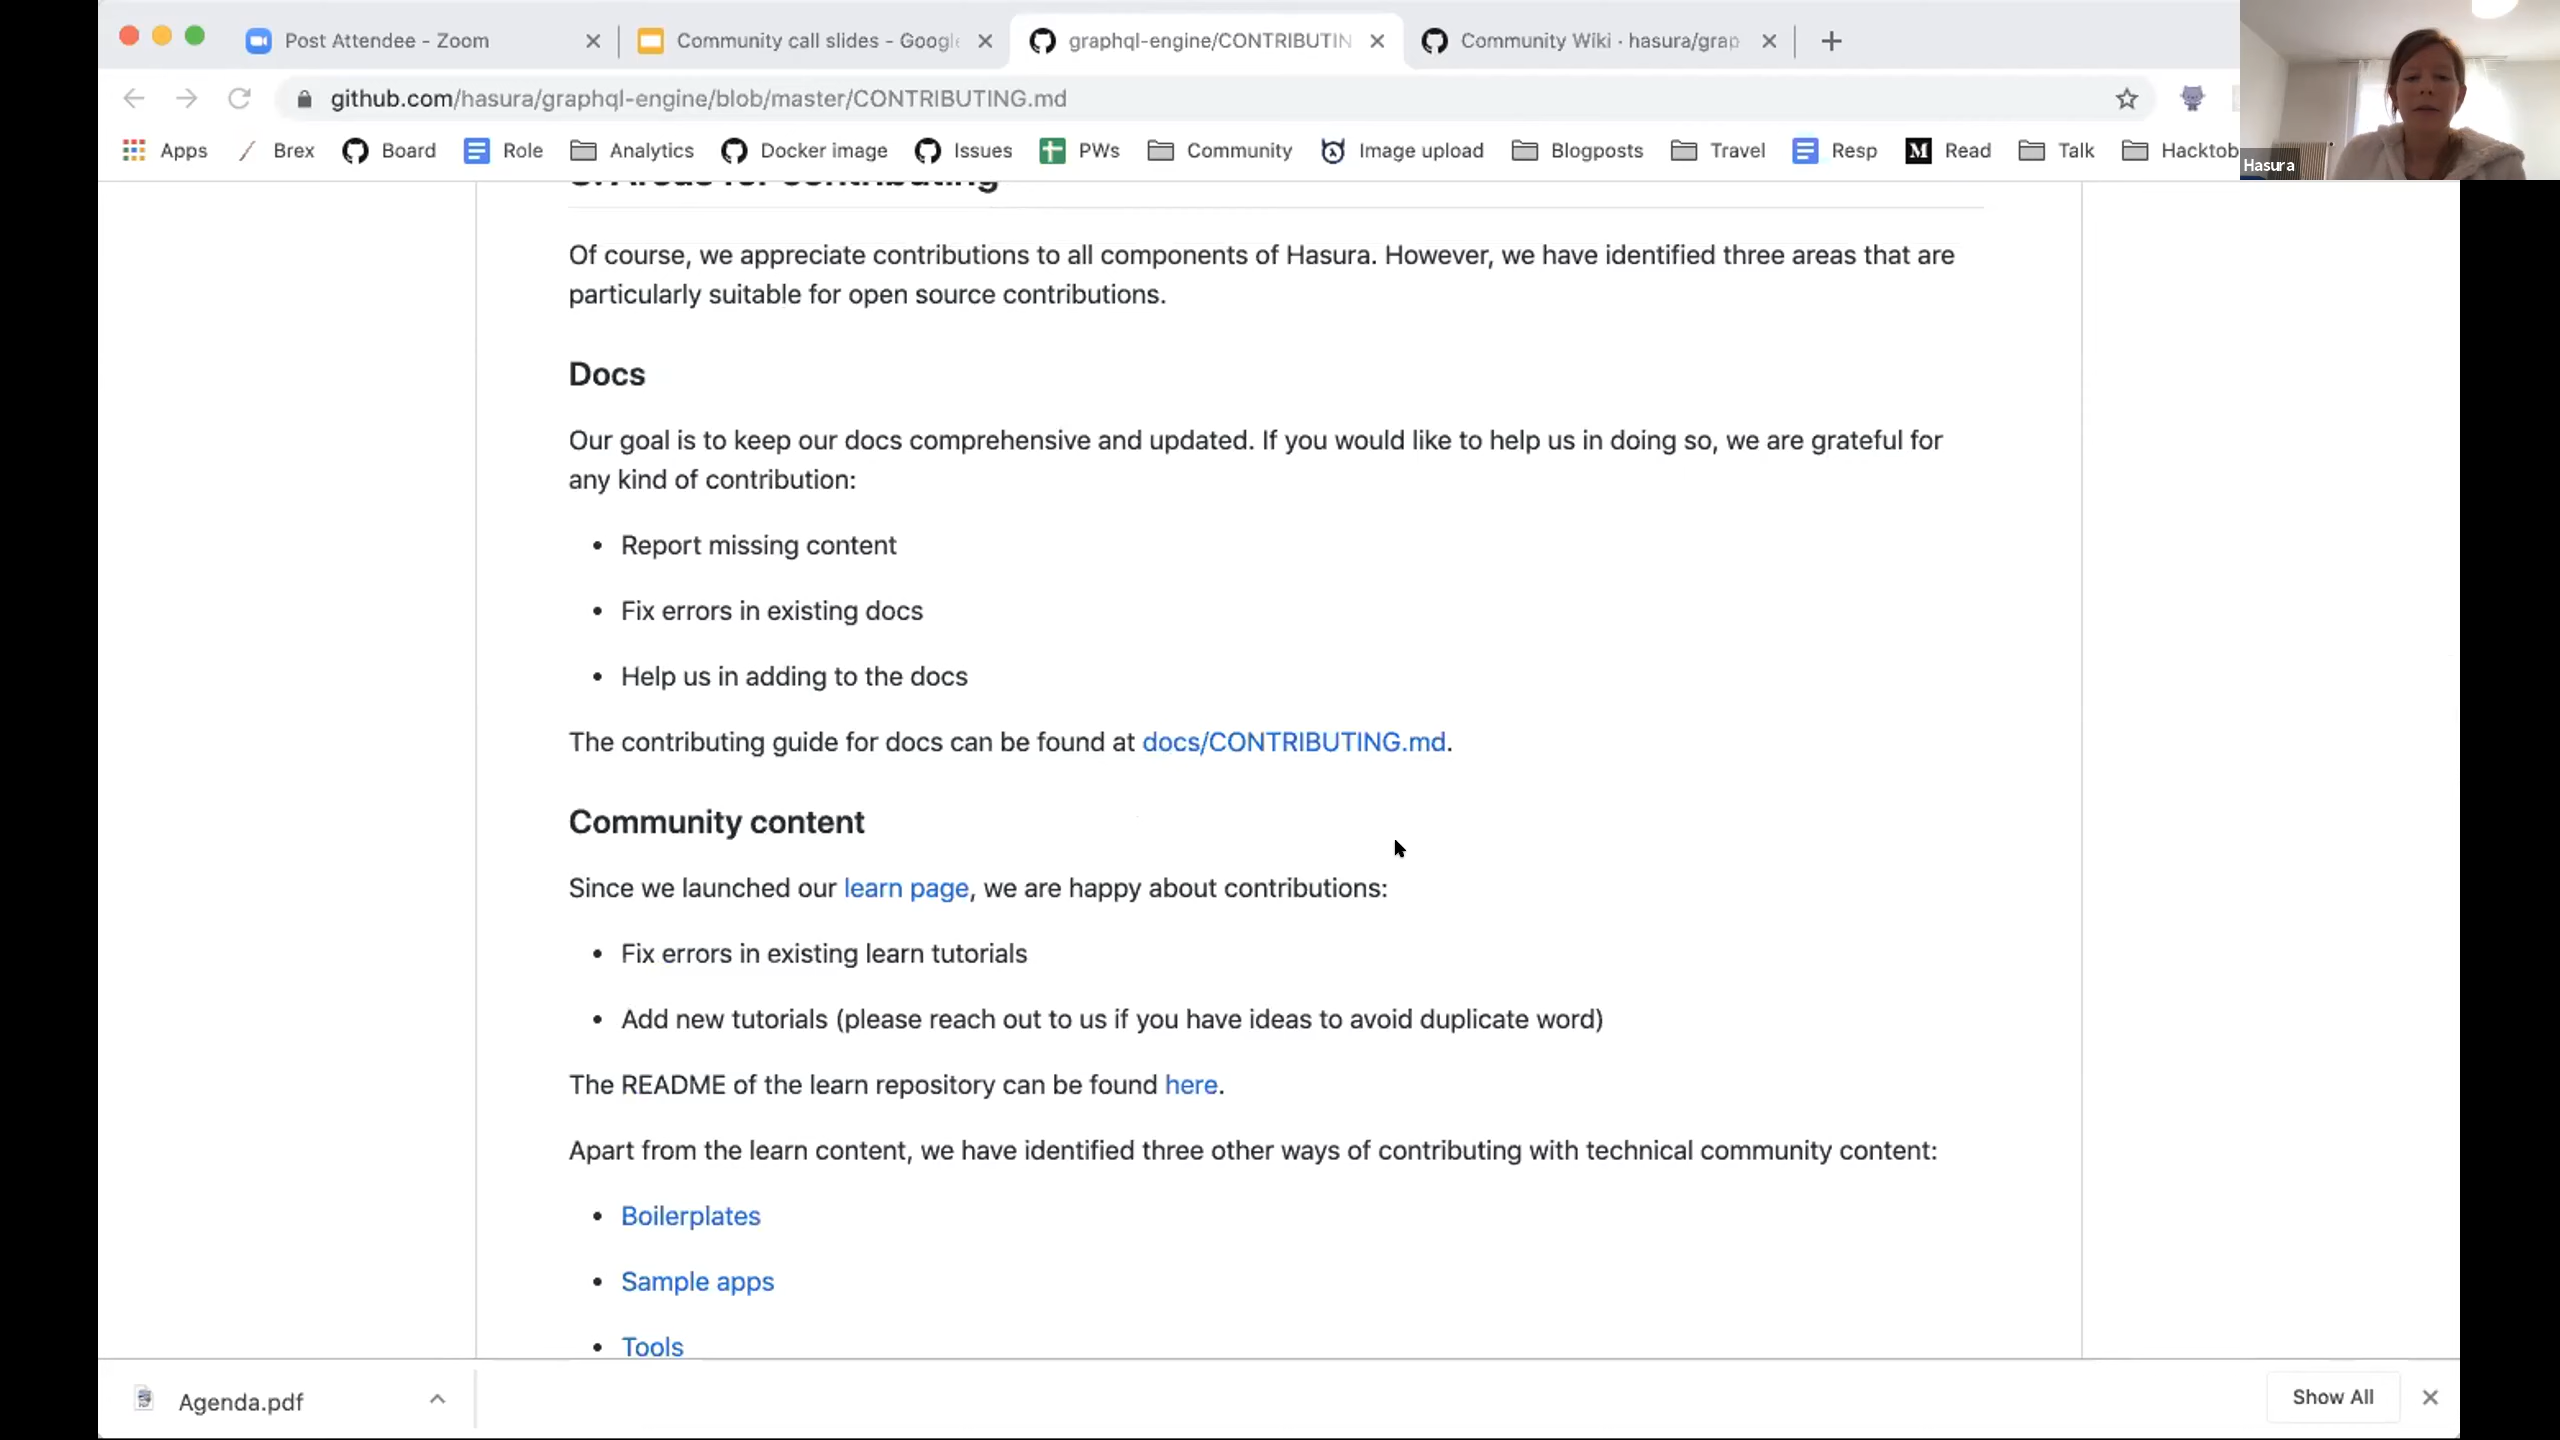 Post Attendee - Zoom
Community call slides - Google
graphql-engine/CONTRIBUTIN
Community Wiki · hasura/grap
github.com/hasura/graphql-engine/blob/master/CONTRIBUTING.md
Apps Brex Board Role Analytics Docker image Issues PWs Community Image upload Blogposts Travel Resp Read Talk Hacktob
Hasura
Areas for contributing
Of course, we appreciate contributions to all components of Hasura. However, we have identified three areas that are
particularly suitable for open source contributions.
Docs
Our goal is to keep our docs comprehensive and updated. If you would like to help us in doing so, we are grateful for
any kind of contribution:
• Report missing content
• Fix errors in existing docs
• Help us in adding to the docs
The contributing guide for docs can be found at docs/CONTRIBUTING.md.
Community content
Since we launched our learn page, we are happy about contributions:
• Fix errors in existing learn tutorials
• Add new tutorials (please reach out to us if you have ideas to avoid duplicate word)
The README of the learn repository can be found here.
Apart from the learn content, we have identified three other ways of contributing with technical community content:
• Boilerplates
• Sample apps
• Tools
Agenda.pdf
Show All